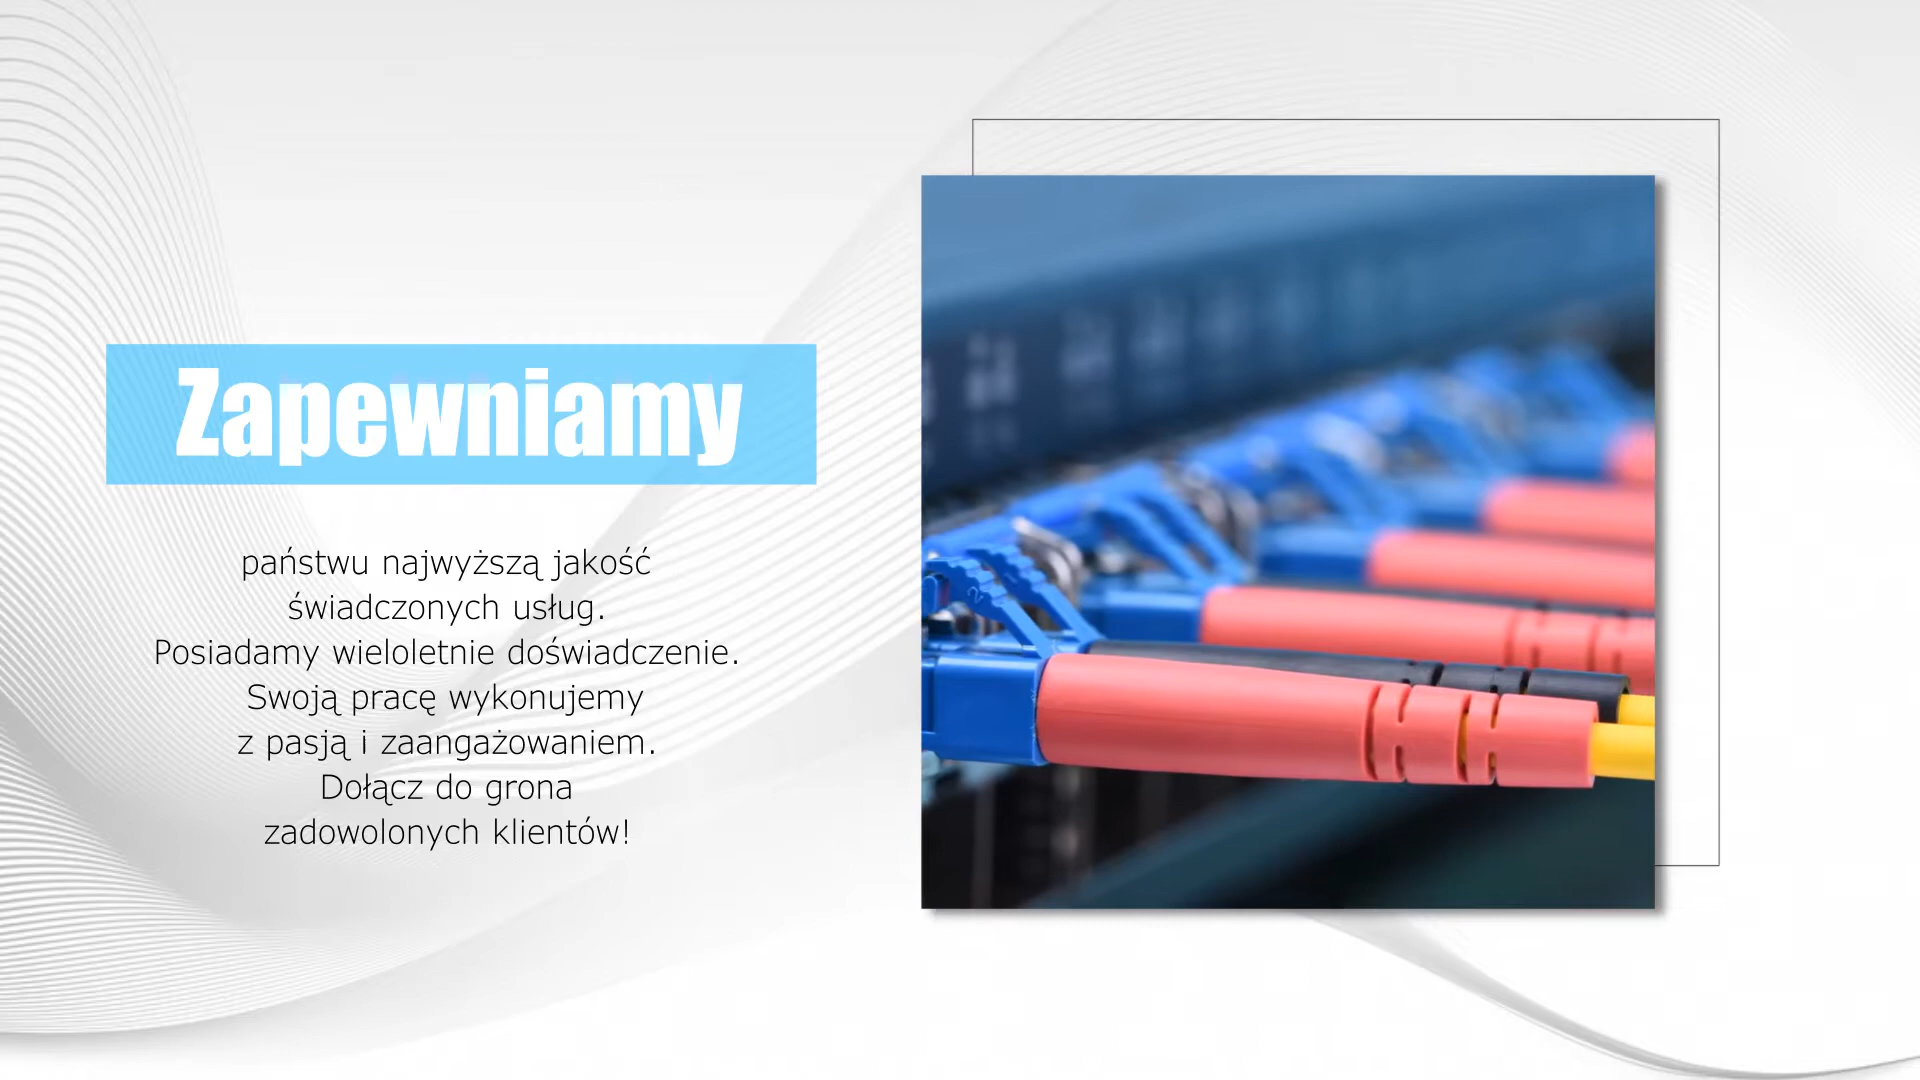 Zapewniamy
państwu najwyższą jakość
świadczonych usług.
Posiadamy wieloletnie doświadczenie.
Swoją pracę wykonujemy
z pasją i zaangażowaniem.
Dołącz do grona
zadowolonych klientów!